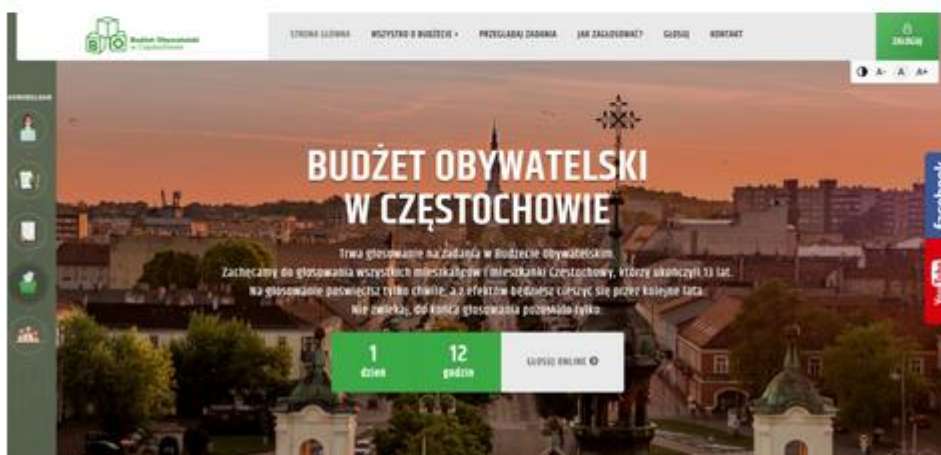 Budżet Obywatelski
w Częstochowie
STRONA GŁÓWNA
WSZYSTKO O BUDŻECIE
PRZEGLĄDAJ ZADANIA
JAK ZAGŁOSOWAĆ?
GŁOSUJ
KONTAKT
ZALOGUJ
A- A A+
BUDŻET OBYWATELSKI
W CZĘSTOCHOWIE
Trwa głosowanie na zadania w Budżecie Obywatelskim.
Zachęcamy do głosowania wszystkich mieszkańców i mieszkanki Częstochowy, którzy ukończyli 13 lat.
Na głosowanie poświęcisz tylko chwilę, a z efektów będziesz cieszyć się przez kolejne lata.
Nie zwlekaj, do końca głosowania pozostało tylko:
1
dzień
12
godzin
GŁOSUJ ONLINE
facebook
You Tube